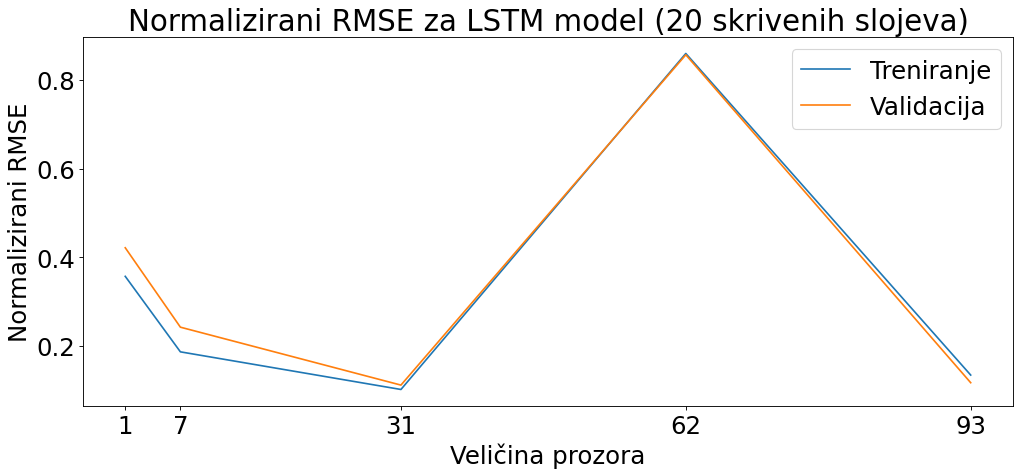 Normalizirani RMSE za LSTM model (20 skrivenih slojeva)
Treniranje
Validacija
Normalizirani RMSE
0.8
0.6
0.4
0.2
1 7 31 62 93
Veličina prozora